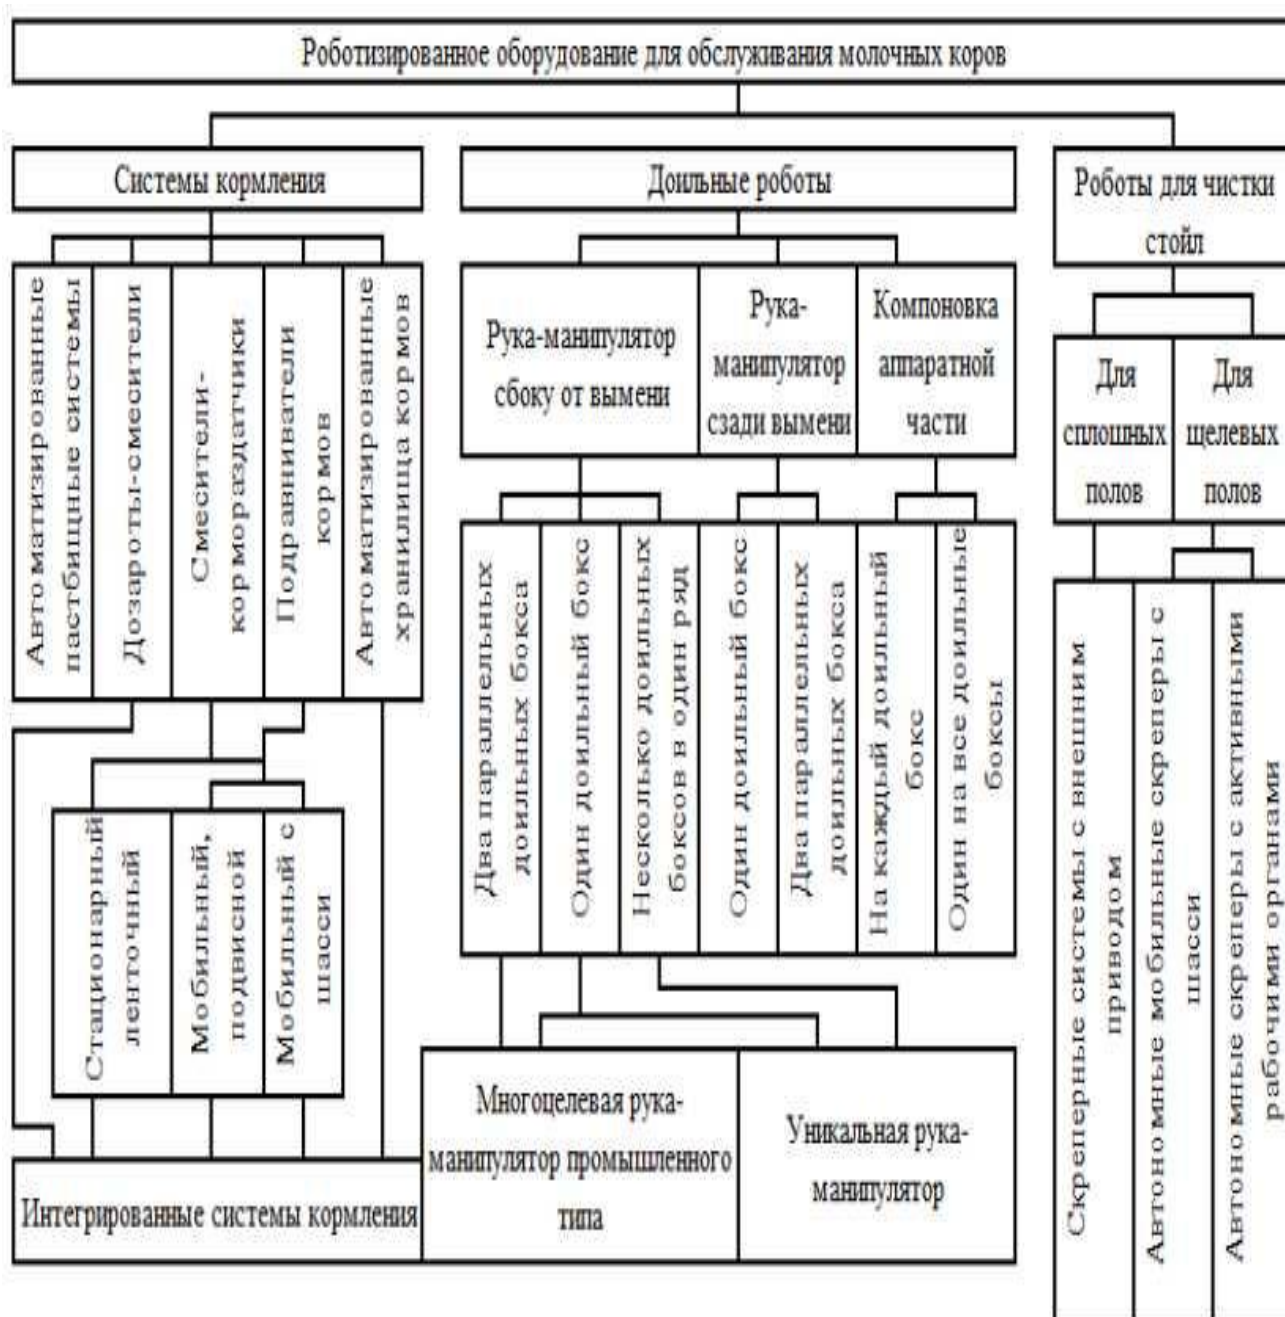 Роботизированное оборудование для обслуживания молочных коров
Системы кормления
Доильные роботы
Роботы для чистки
стойл
Автоматизированные
пастбищные системы
Дозароты-смесители
Смесители-
кормораздатчики
Подравниватели
кормов
Автоматизированные
хранилища кормов
Рука-манипулятор
сбоку от вымени
Рука-
манипулятор
сзади вымени
Компоновка
аппаратной
части
Для
сплошных
полов
Для
щелевых
полов
Два параллельных
доильных бокса
Один доильный бокс
Несколько доильных
боксов в один ряд
Один доильный бокс
Два параллельных
доильных бокса
На каждый доильный
бокс
Один на все доильные
боксы
Скреперные системы с внешним
приводом
Автономные мобильные скреперы с
шасси
Автономные скреперы с активными
рабочими органами
Стационарный
ленточный
Мобильный,
подвисной
Мобильный с
шасси
Интегрированные системы кормления
Многоцелевая рука-
манипулятор промышленного
типа
Уникальная рука-
манипулятор